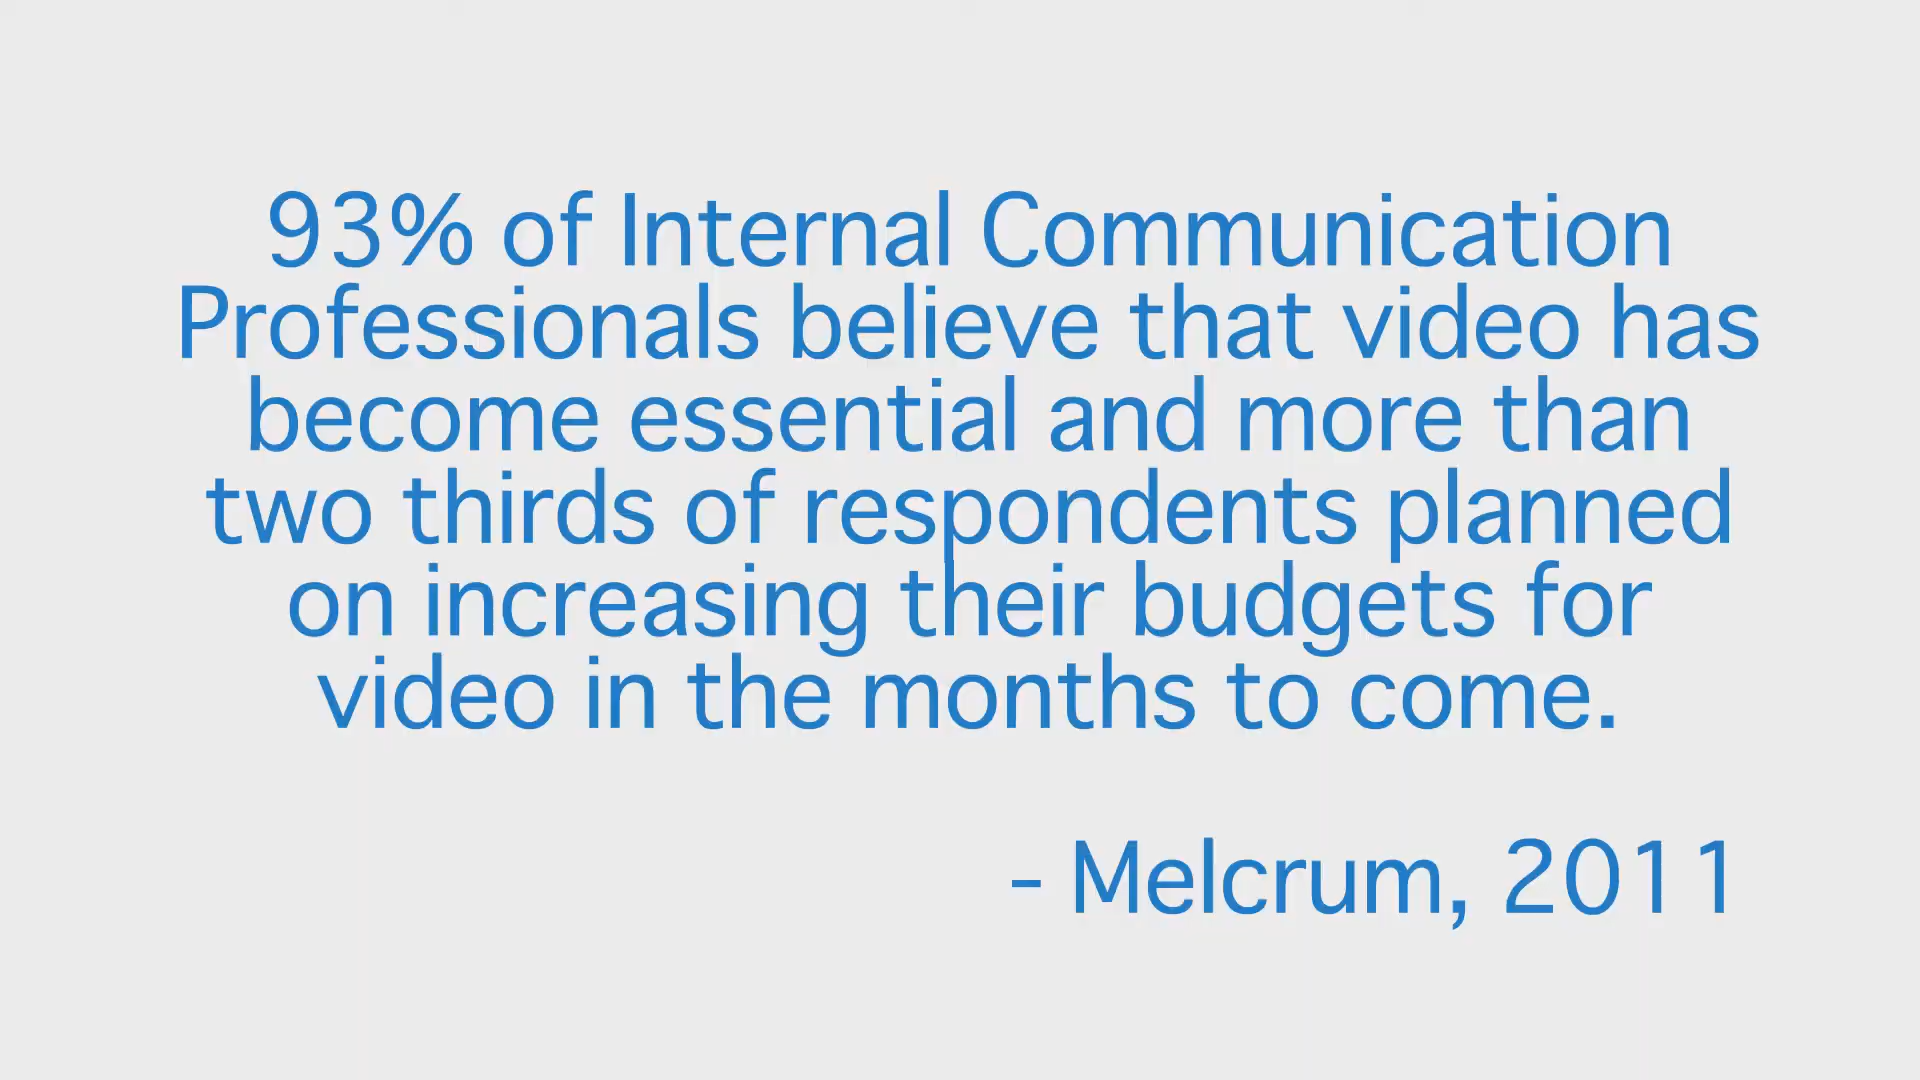 93% of Internal Communication
Professionals believe that video has
become essential and more than
two thirds of respondents planned
on increasing their budgets for
video in the months to come.
- Melcrum, 2011